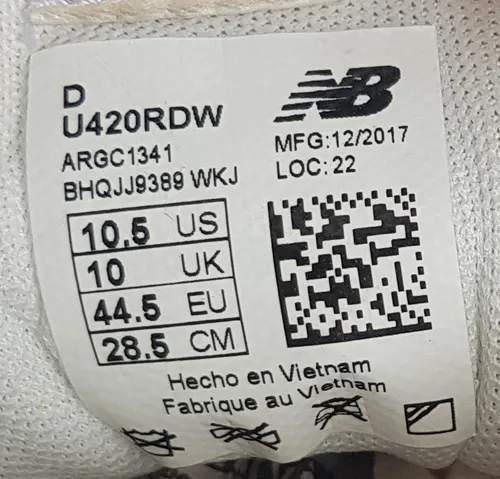 D
U420RDW
ARGC1341
BHQJJ9389 WKJ
NB
MFG:12/2017
LOC:22
10.5 US
10 UK
44.5 EU
28.5 CM
Hecho en Vietnam
Fabrique au Vietnam